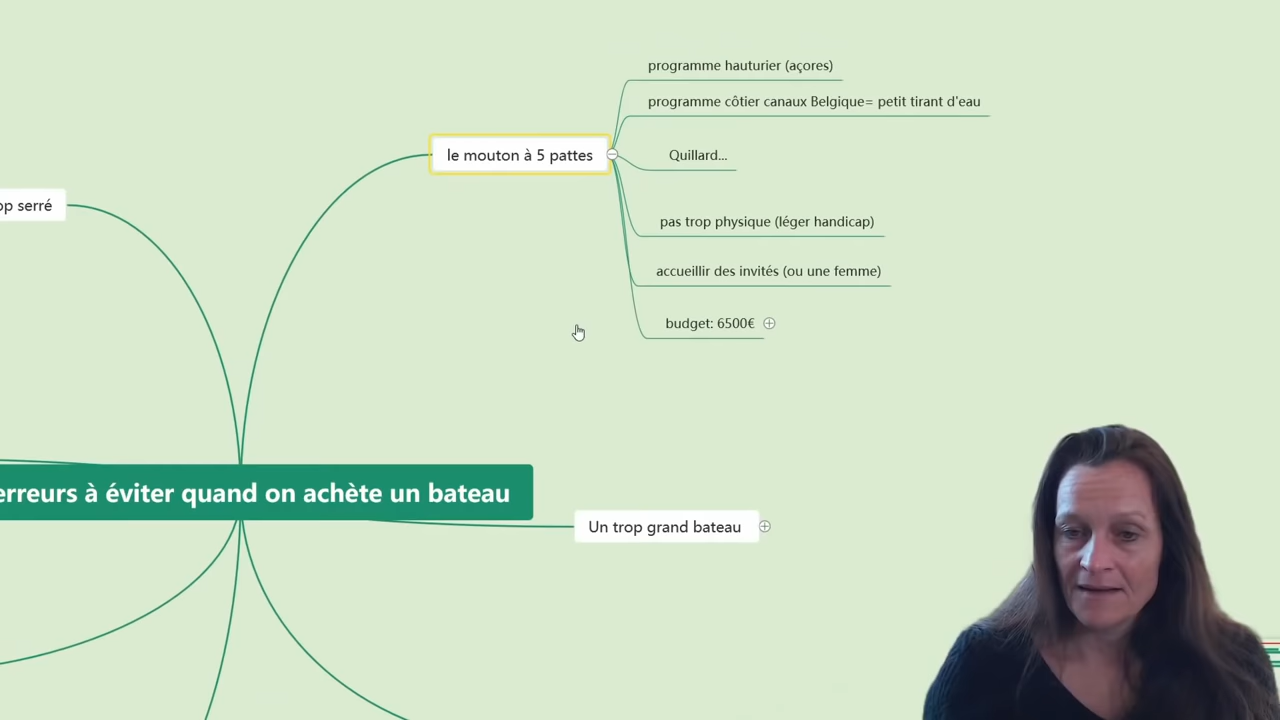 programme hauturier (açores)
programme côtier canaux Belgique= petit tirant d'eau
le mouton à 5 pattes
Quillard...
op serré
pas trop physique (léger handicap)
accueillir des invités (ou une femme)
budget: 6500€
erreurs à éviter quand on achète un bateau
Un trop grand bateau